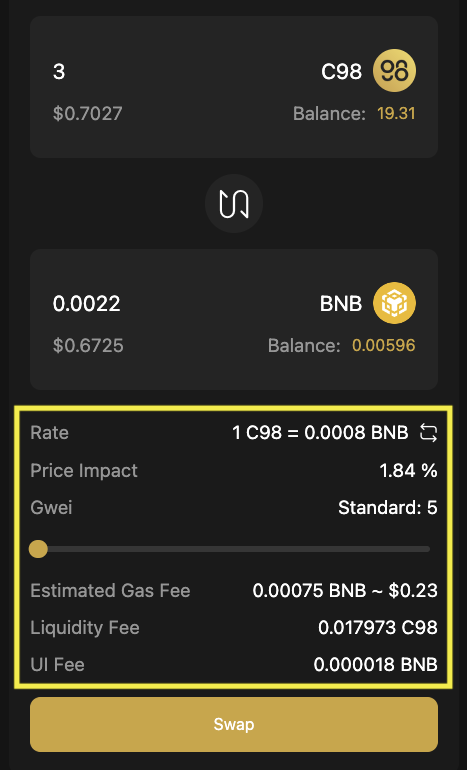 3 C98
$0.7027 Balance: 19.31
0.0022 BNB
$0.6725 Balance: 0.00596
Rate 1 C98 = 0.0008 BNB
Price Impact 1.84 %
Gwei Standard: 5
Estimated Gas Fee 0.00075 BNB ~ $0.23
Liquidity Fee 0.017973 C98
UI Fee 0.000018 BNB
Swap